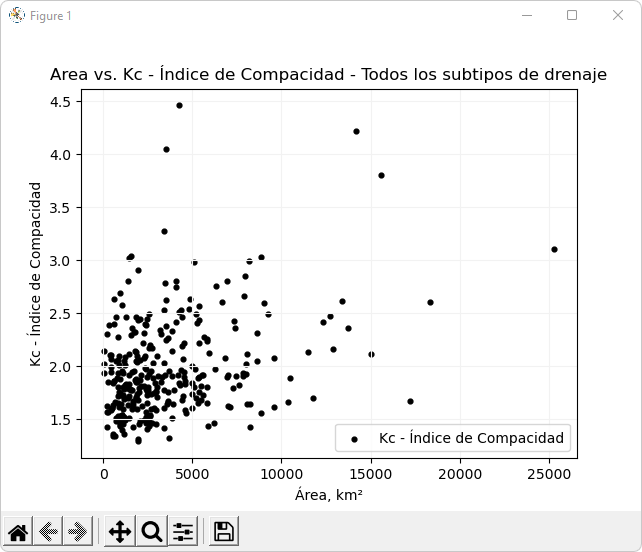 Figure 1
Area vs. Kc - Índice de Compacidad - Todos los subtipos de drenaje
4.5
4.0
3.5
3.0
2.5
2.0
1.5
Kc - Índice de Compacidad
Kc - Índice de Compacidad
0 5000 10000 15000 20000 25000
Área, km²